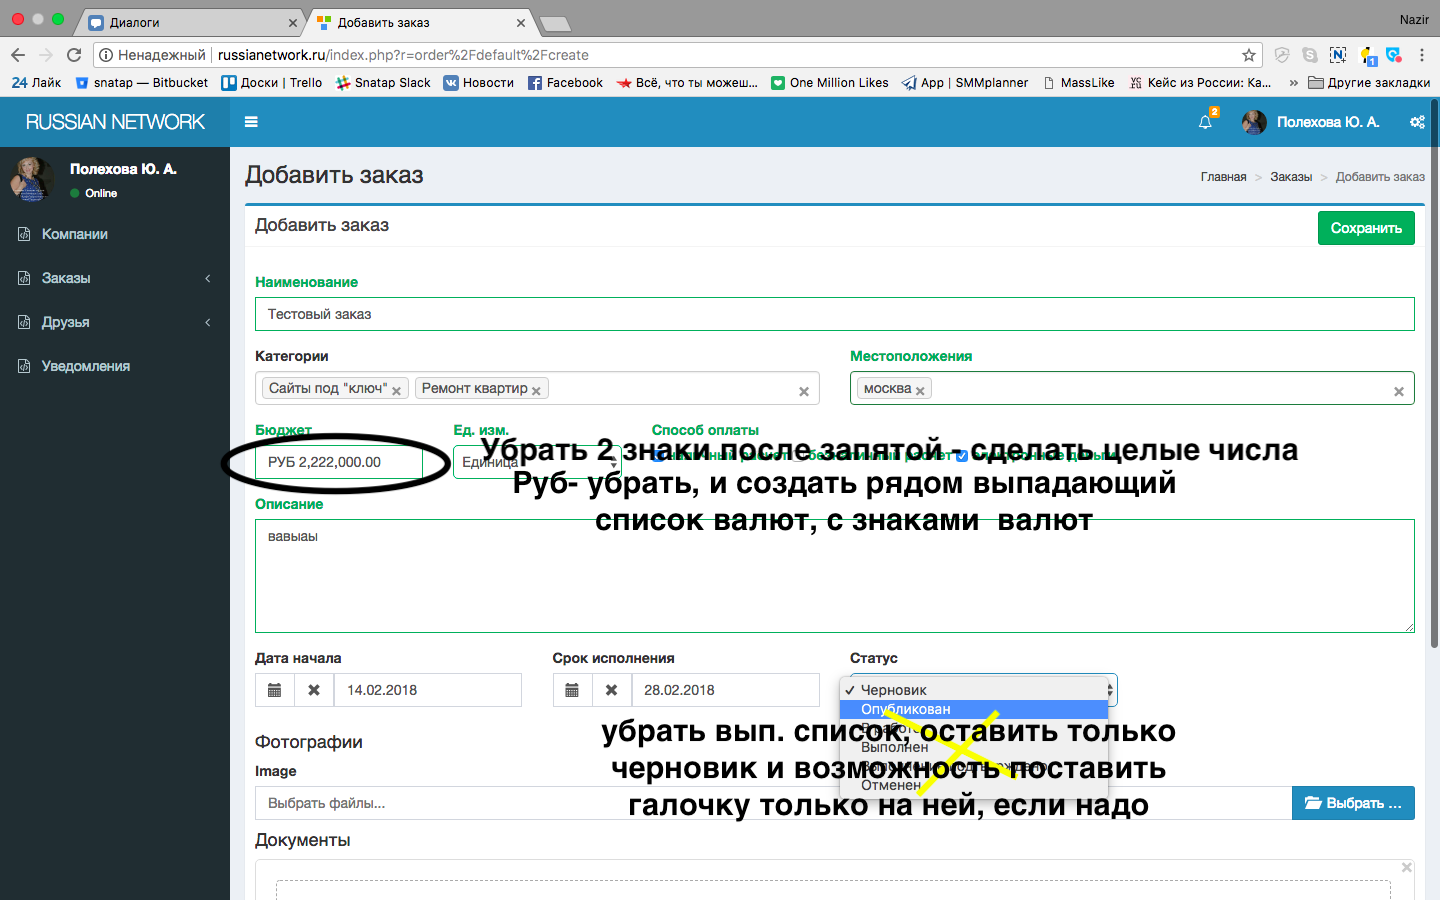 Диалоги
Добавить заказ
Nazir
Ненадежный | russianetwork.ru/index.php?r=order%2Fdefault%2Fcreate
24 Лайк
snatap — Bitbucket
Доски | Trello
Snatap Slack
Новости
Facebook
Всё, что ты можеш...
One Million Likes
App | SMMplanner
MassLike
Кейс из России: Ка...
»
Другие закладки
RUSSIAN NETWORK
2
Полехова Ю. А.
Полехова Ю. А.
Online
Компании
Заказы
Друзья
Уведомления
Добавить заказ
Главная > Заказы > Добавить заказ
Добавить заказ
Сохранить
Наименование
Тестовый заказ
Категории
Местоположения
Сайты под "ключ" ×
Ремонт квартир ×
москва ×
Бюджет
Ед. изм.
Способ оплаты
РУБ 2,222,000.00
Единица
наличный расчет
безналичный расчет
электронные деньги
Убрать 2 знаки после запятой - сделать целые числа
Руб- убрать, и создать рядом выпадающий
список валют, с знаками валют
Описание
вавыаы
Дата начала
Срок исполнения
Статус
14.02.2018
28.02.2018
✓ Черновик
Опубликован
В работе
Выполнен
Отменен
убрать вып. список, оставить только
черновик и возможность поставить
галочку только на ней, если надо
Фотографии
Image
Выбрать файлы...
Выбрать ...
Документы